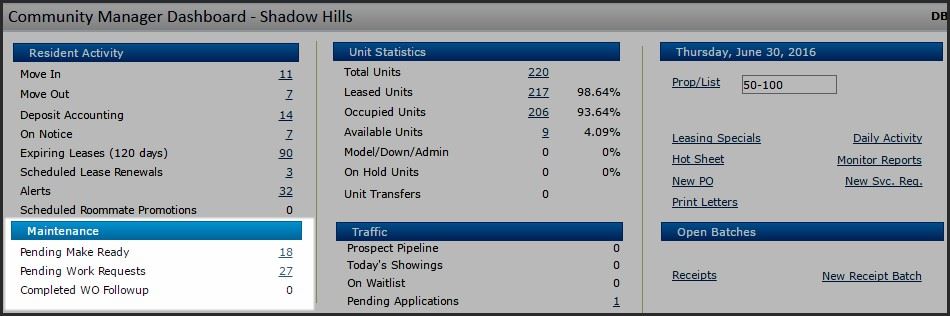 Community Manager Dashboard - Shadow Hills
DB
Resident Activity
Move In 11
Move Out 7
Deposit Accounting 14
On Notice 7
Expiring Leases (120 days) 90
Scheduled Lease Renewals 3
Alerts 32
Scheduled Roommate Promotions 0
Maintenance
Pending Make Ready 18
Pending Work Requests 27
Completed WO Followup 0
Unit Statistics
Total Units 220
Leased Units 217 98.64%
Occupied Units 206 93.64%
Available Units 9 4.09%
Model/Down/Admin 0 0%
On Hold Units 0 0%
Unit Transfers 0
Traffic
Prospect Pipeline 0
Today's Showings 0
On Waitlist 0
Pending Applications 1
Thursday, June 30, 2016
Prop/List 50-100
Leasing Specials Daily Activity
Hot Sheet Monitor Reports
New PO New Svc. Req.
Print Letters
Open Batches
Receipts New Receipt Batch